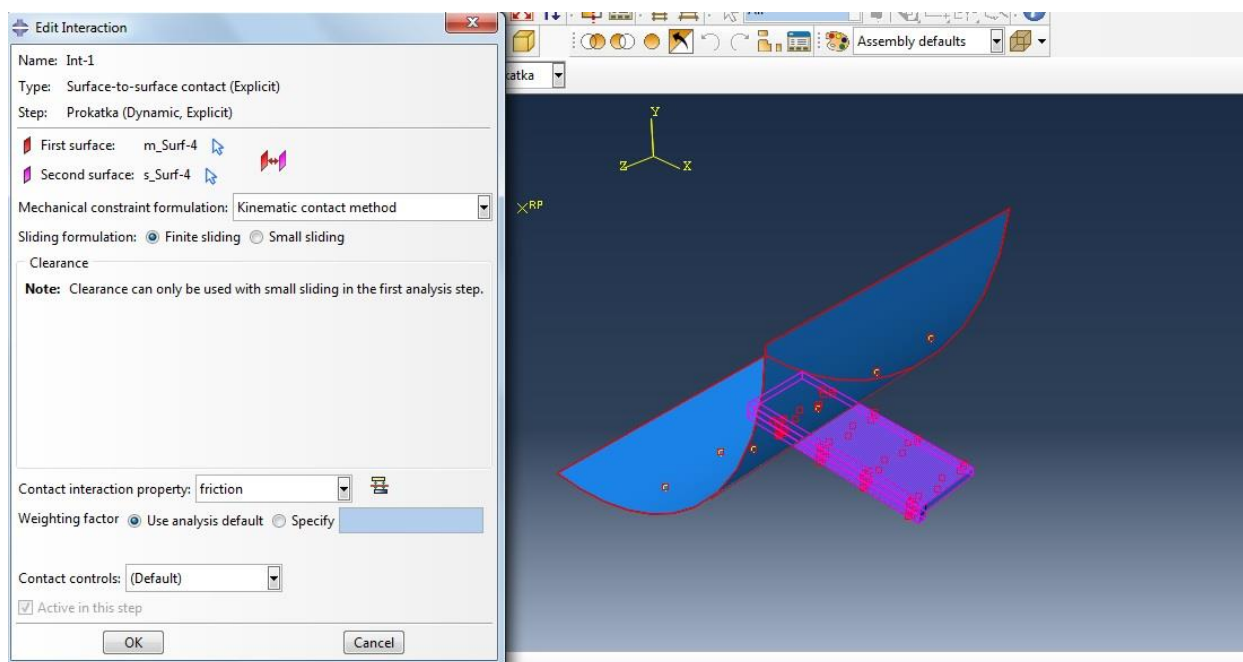 Edit Interaction
Name: Int-1
Type: Surface-to-surface contact (Explicit)
Step: Prokatka (Dynamic, Explicit)
First surface: m_Surf-4
Second surface: s_Surf-4
Mechanical constraint formulation: Kinematic contact method
Sliding formulation: Finite sliding Small sliding
Clearance
Note: Clearance can only be used with small sliding in the first analysis step.
Contact interaction property: friction
Weighting factor Use analysis default Specify
Contact controls: (Default)
Active in this step
OK Cancel
Assembly defaults
Y
Z X
RP